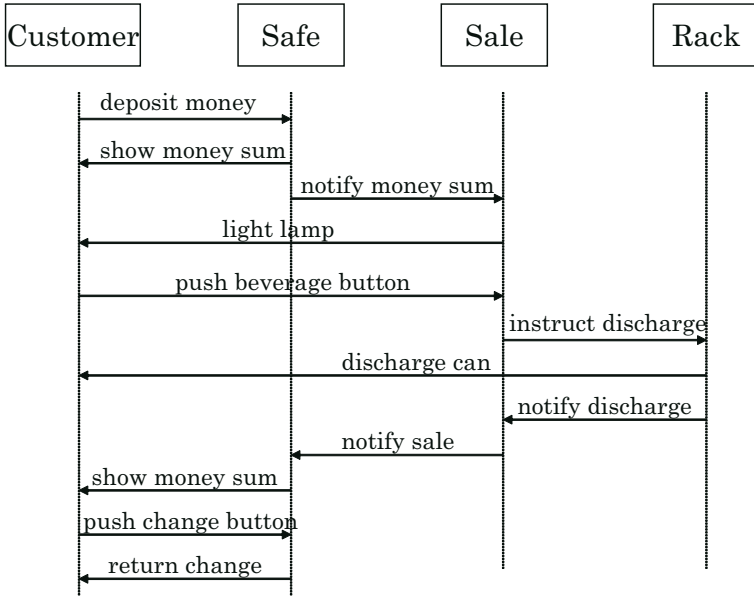 Customer
Safe
Sale
Rack
deposit money
show money sum
notify money sum
light lamp
push beverage button
instruct discharge
discharge can
notify discharge
notify sale
show money sum
push change button
return change